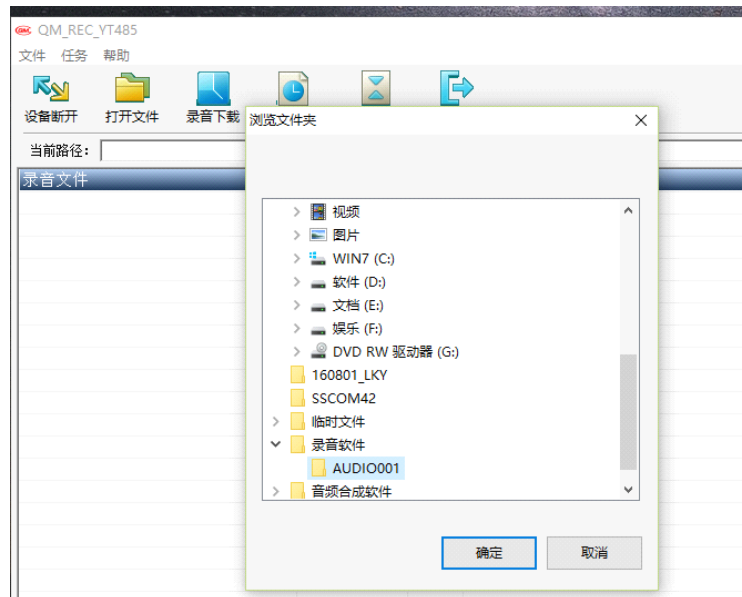 QM QM_REC_YT485
文件 任务 帮助
设备断开 打开文件 录音下载
浏览文件夹
当前路径：
录音文件
视频
图片
WIN7 (C:)
软件 (D:)
文档 (E:)
娱乐 (F:)
DVD RW 驱动器 (G:)
160801_LKY
SSCOM42
临时文件
录音软件
AUDIO001
音频合成软件
确定 取消